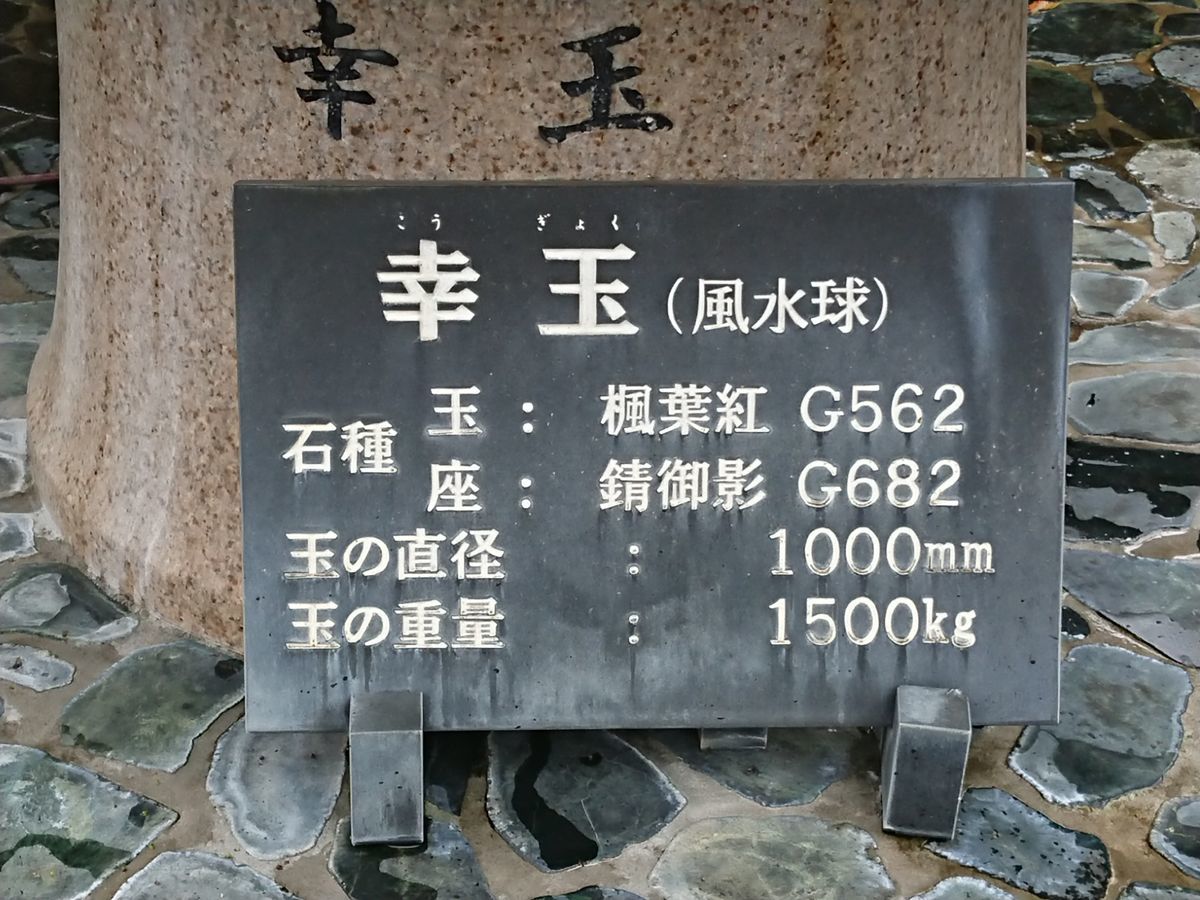 幸 玉
こう ぎょく
幸 玉 (風水球)
石種 玉 : 楓葉紅 G562
座 : 錆御影 G682
玉の直径 : 1000mm
玉の重量 : 1500kg